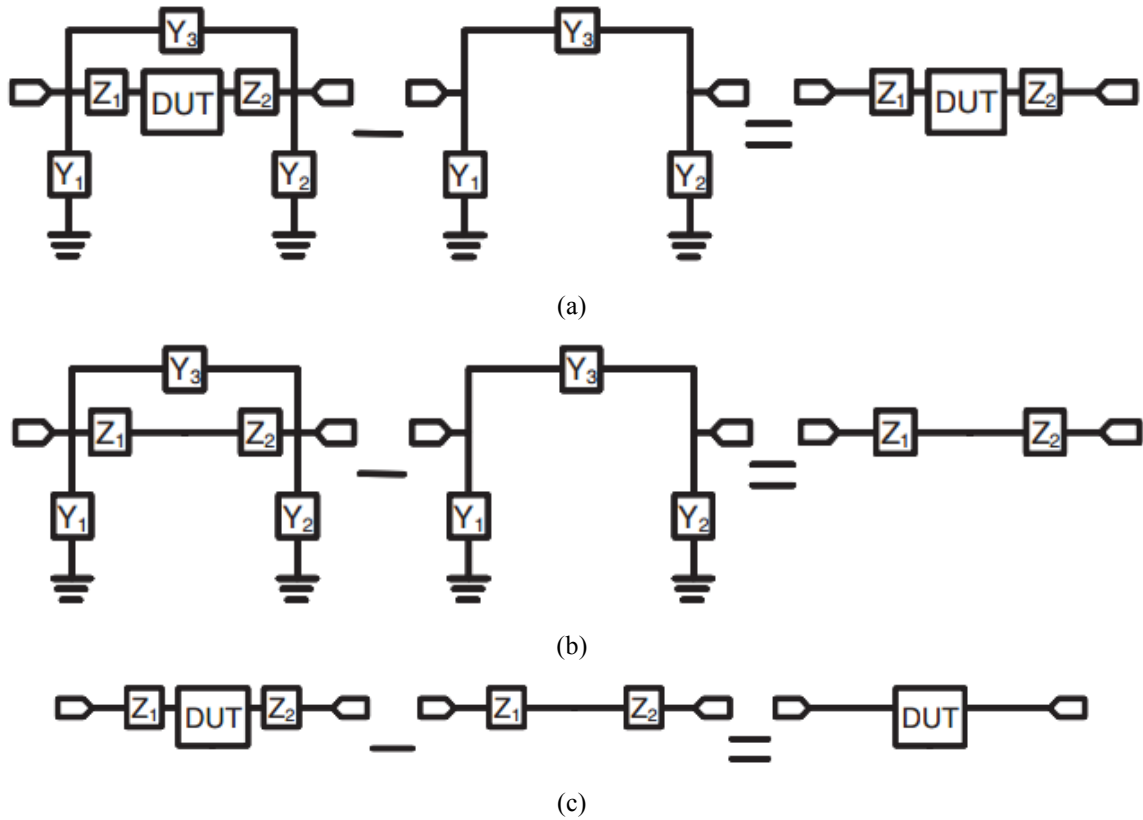 Y₃ Y₃
Z₁ DUT Z₂ Z₁ DUT Z₂
Y₁ Y₂ Y₁ Y₂
(a)
Y₃ Y₃
Z₁ Z₂ Z₁ Z₂
Y₁ Y₂ Y₁ Y₂
(b)
Z₁ DUT Z₂ Z₁ Z₂ DUT
(c)